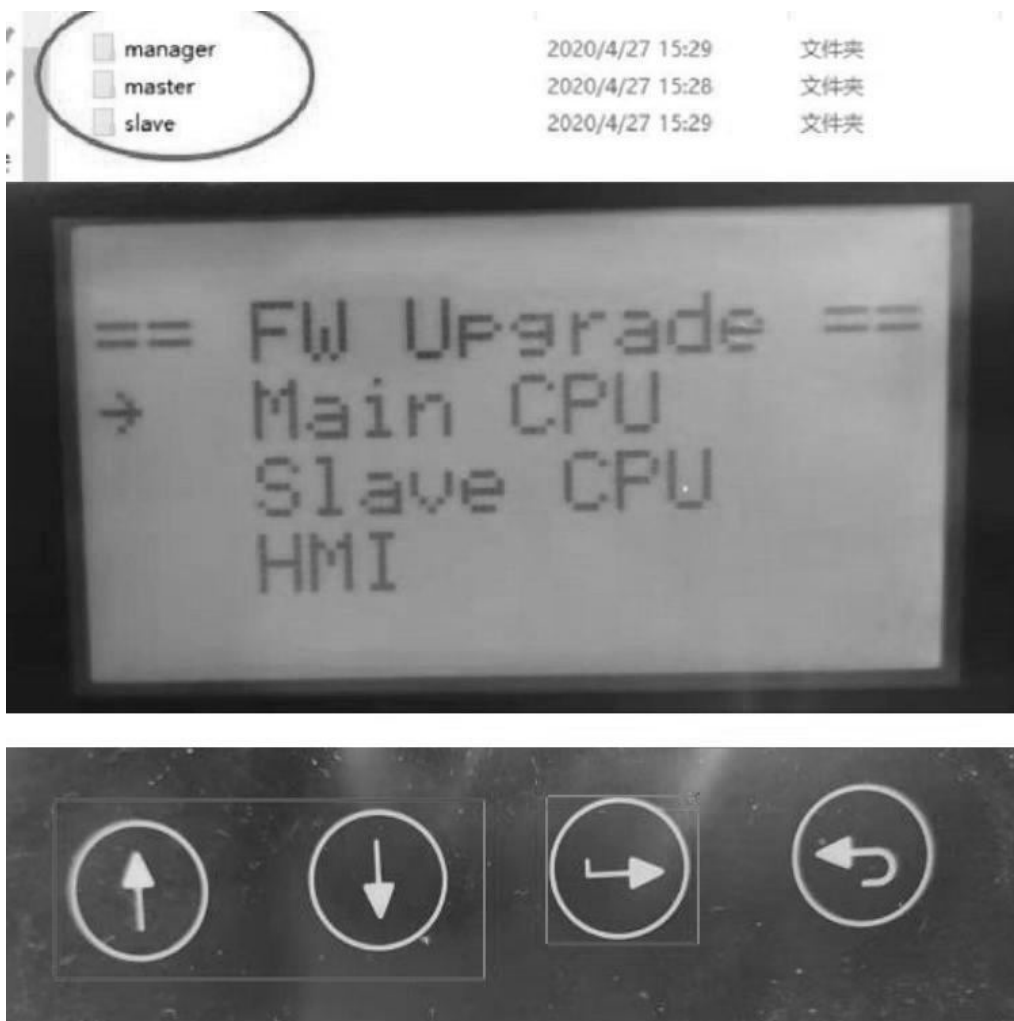 manager 2020/4/27 15:29 文件夹
master 2020/4/27 15:28 文件夹
slave 2020/4/27 15:29 文件夹
== FW Upgrade ==
→ Main CPU
Slave CPU
HMI